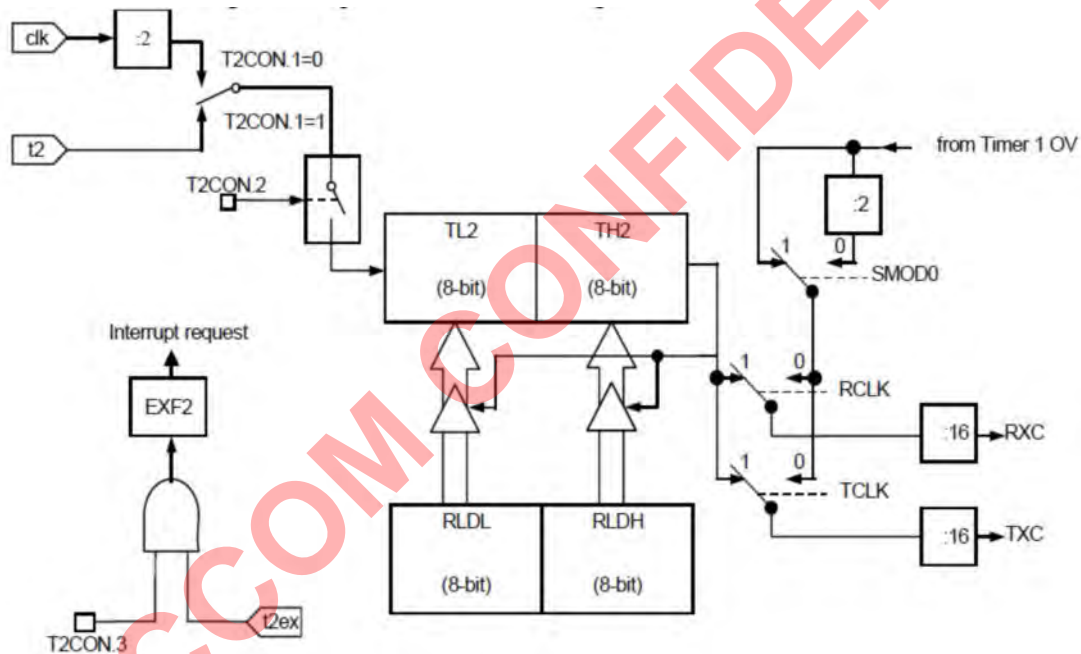 clk
:2
T2CON.1=0
T2CON.1=1
t2
T2CON.2
from Timer 1 OV
:2
1
0
SMOD0
TL2
TH2
(8-bit)
(8-bit)
Interrupt request
EXF2
1
0
RCLK
:16
RXC
1
0
TCLK
:16
TXC
RLDL
RLDH
(8-bit)
(8-bit)
t2ex
T2CON.3
CCOM CONFIDE